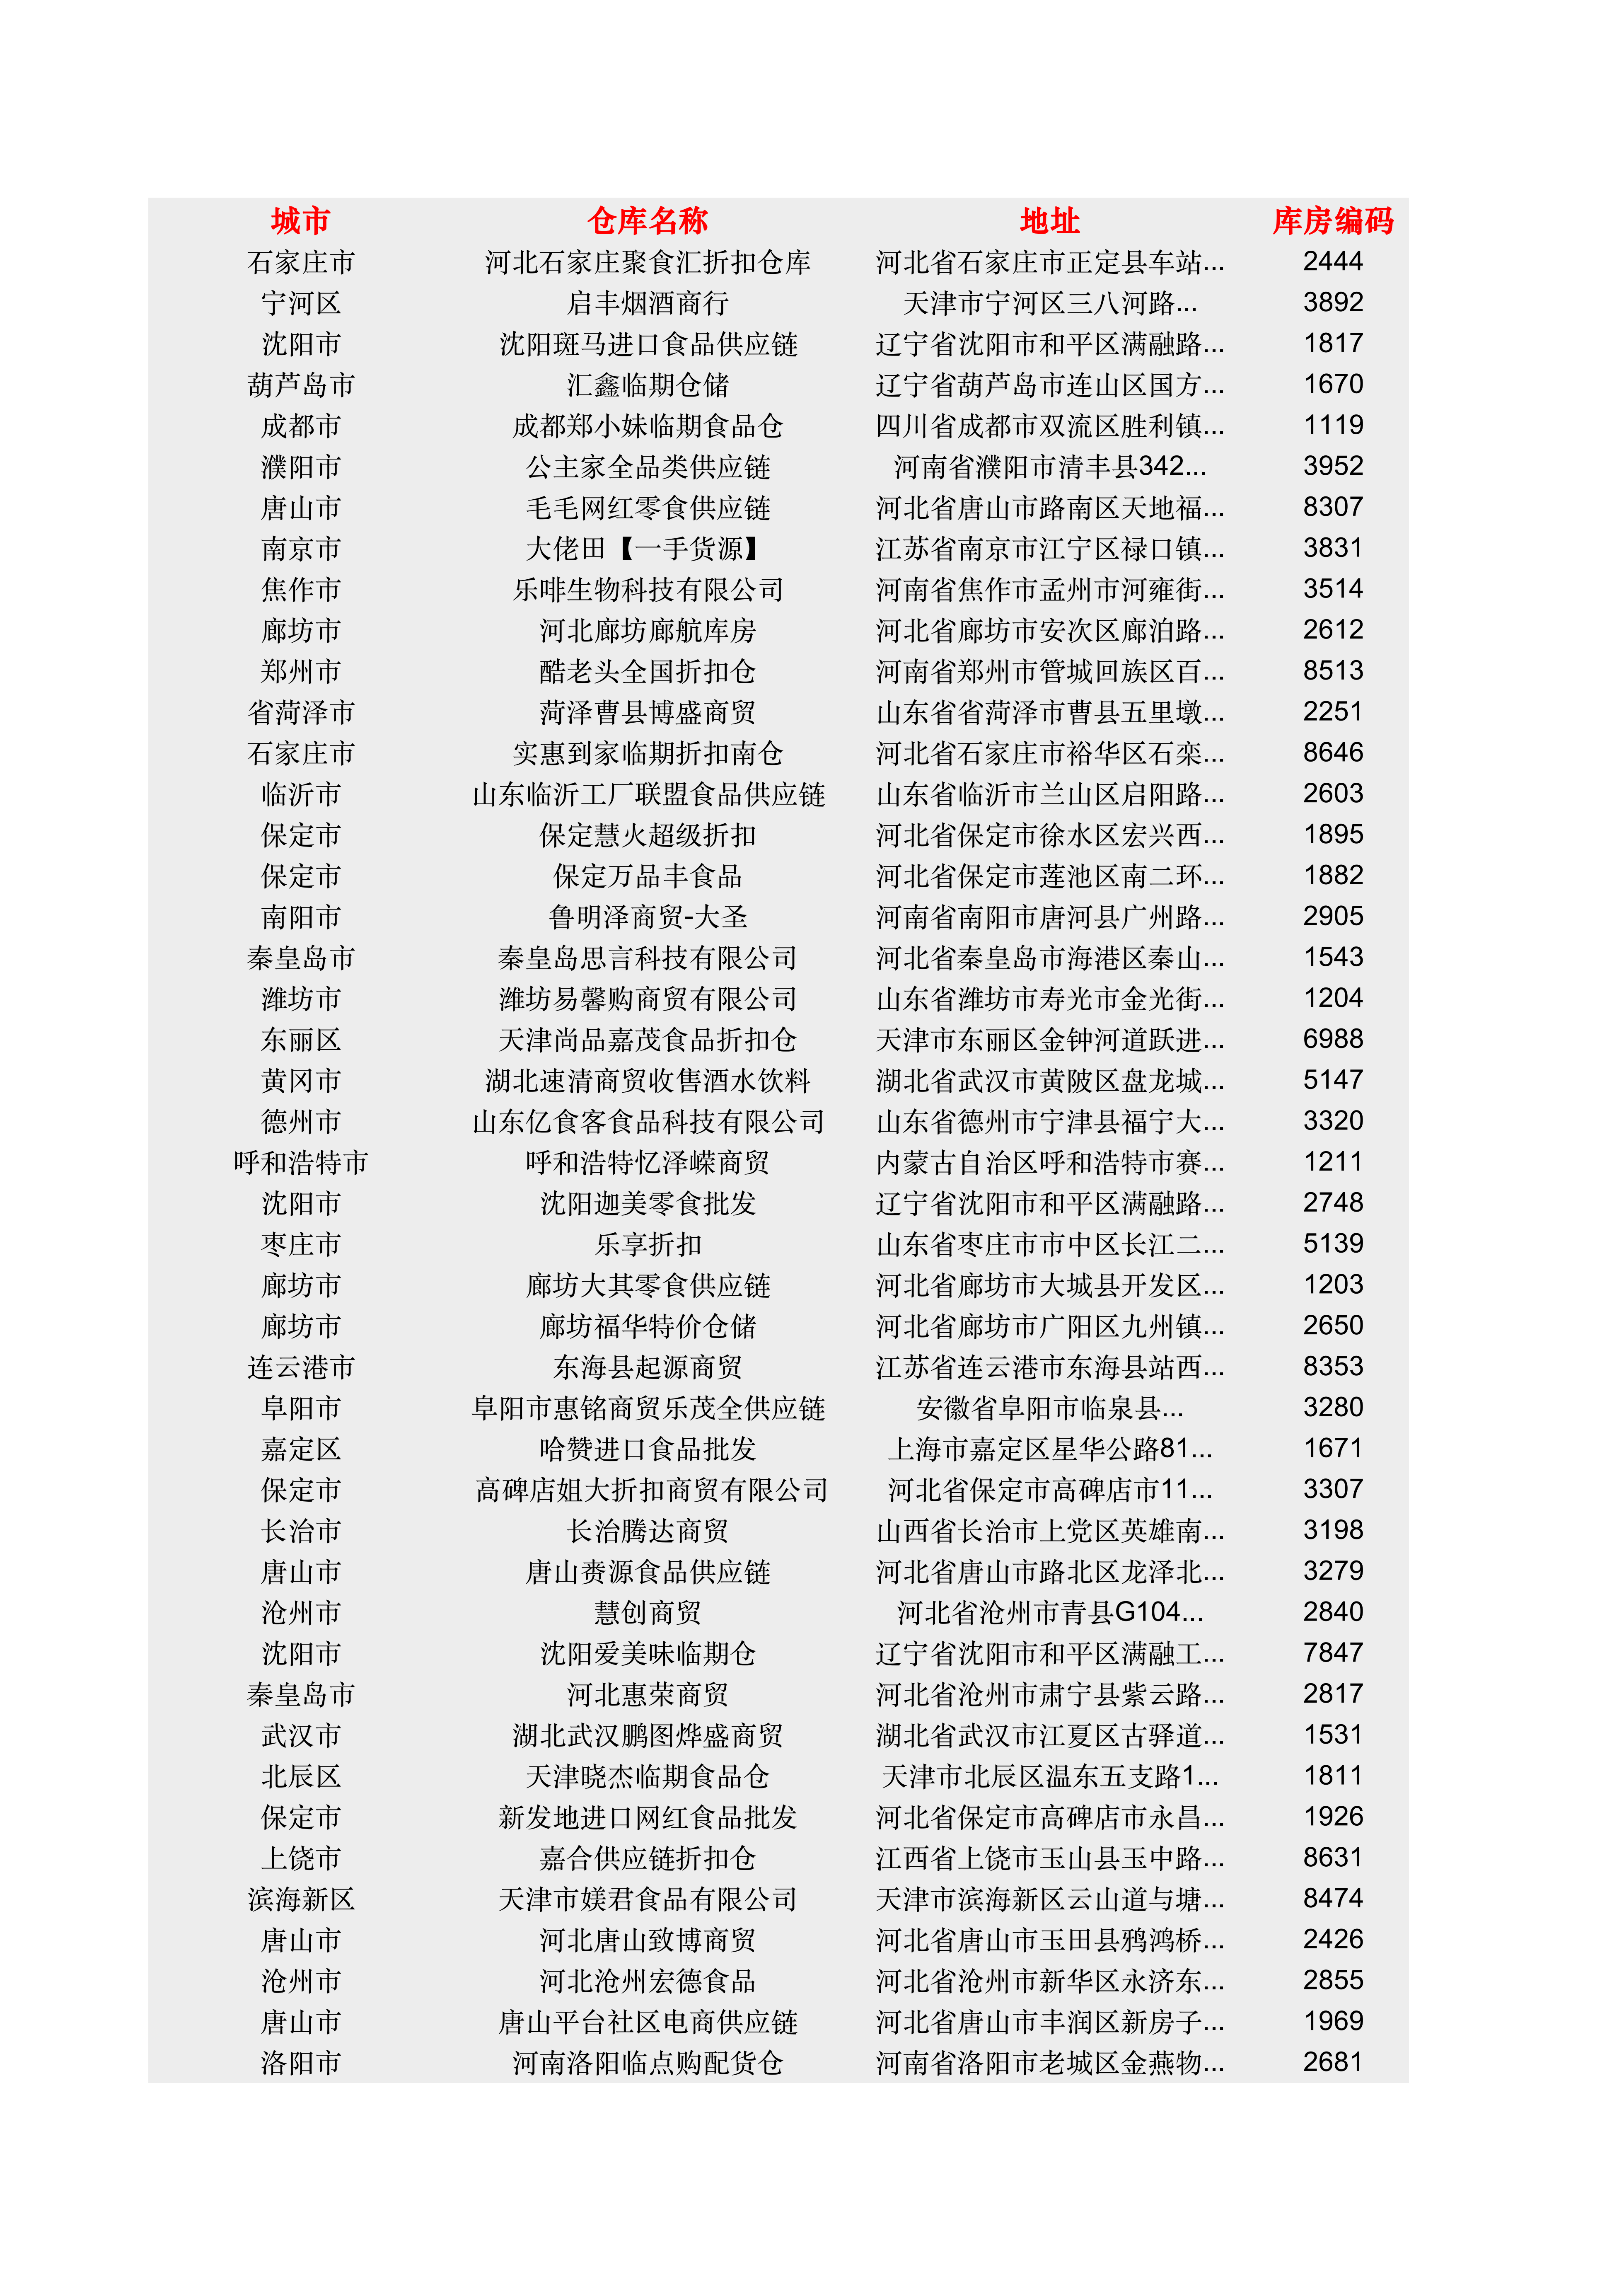 城市 仓库名称 地址 库房编码
石家庄市 河北石家庄聚食汇折扣仓库 河北省石家庄市正定县车站... 2444
宁河区 启丰烟酒商行 天津市宁河区三八河路... 3892
沈阳市 沈阳斑马进口食品供应链 辽宁省沈阳市和平区满融路... 1817
葫芦岛市 汇鑫临期仓储 辽宁省葫芦岛市连山区国方... 1670
成都市 成都郑小妹临期食品仓 四川省成都市双流区胜利镇... 1119
濮阳市 公主家全品类供应链 河南省濮阳市清丰县342... 3952
唐山市 毛毛网红零食供应链 河北省唐山市路南区天地福... 8307
南京市 大佬田【一手货源】 江苏省南京市江宁区禄口镇... 3831
焦作市 乐啡生物科技有限公司 河南省焦作市孟州市河雍街... 3514
廊坊市 河北廊坊廊航库房 河北省廊坊市安次区廊泊路... 2612
郑州市 酷老头全国折扣仓 河南省郑州市管城回族区百... 8513
省菏泽市 菏泽曹县博盛商贸 山东省省菏泽市曹县五里墩... 2251
石家庄市 实惠到家临期折扣南仓 河北省石家庄市裕华区石栾... 8646
临沂市 山东临沂工厂联盟食品供应链 山东省临沂市兰山区启阳路... 2603
保定市 保定慧火超级折扣 河北省保定市徐水区宏兴西... 1895
保定市 保定万品丰食品 河北省保定市莲池区南二环... 1882
南阳市 鲁明泽商贸-大圣 河南省南阳市唐河县广州路... 2905
秦皇岛市 秦皇岛思言科技有限公司 河北省秦皇岛市海港区秦山... 1543
潍坊市 潍坊易馨购商贸有限公司 山东省潍坊市寿光市金光街... 1204
东丽区 天津尚品嘉茂食品折扣仓 天津市东丽区金钟河道跃进... 6988
黄冈市 湖北速清商贸收售酒水饮料 湖北省武汉市黄陂区盘龙城... 5147
德州市 山东亿食客食品科技有限公司 山东省德州市宁津县福宁大... 3320
呼和浩特市 呼和浩特忆泽嵘商贸 内蒙古自治区呼和浩特市赛... 1211
沈阳市 沈阳迦美零食批发 辽宁省沈阳市和平区满融路... 2748
枣庄市 乐享折扣 山东省枣庄市市中区长江二... 5139
廊坊市 廊坊大其零食供应链 河北省廊坊市大城县开发区... 1203
廊坊市 廊坊福华特价仓储 河北省廊坊市广阳区九州镇... 2650
连云港市 东海县起源商贸 江苏省连云港市东海县站西... 8353
阜阳市 阜阳市惠铭商贸乐茂全供应链 安徽省阜阳市临泉县... 3280
嘉定区 哈赞进口食品批发 上海市嘉定区星华公路81... 1671
保定市 高碑店姐大折扣商贸有限公司 河北省保定市高碑店市11... 3307
长治市 长治腾达商贸 山西省长治市上党区英雄南... 3198
唐山市 唐山赉源食品供应链 河北省唐山市路北区龙泽北... 3279
沧州市 慧创商贸 河北省沧州市青县G104... 2840
沈阳市 沈阳爱美味临期仓 辽宁省沈阳市和平区满融工... 7847
秦皇岛市 河北惠荣商贸 河北省沧州市肃宁县紫云路... 2817
武汉市 湖北武汉鹏图烨盛商贸 湖北省武汉市江夏区古驿道... 1531
北辰区 天津晓杰临期食品仓 天津市北辰区温东五支路1... 1811
保定市 新发地进口网红食品批发 河北省保定市高碑店市永昌... 1926
上饶市 嘉合供应链折扣仓 江西省上饶市玉山县玉中路... 8631
滨海新区 天津市媄君食品有限公司 天津市滨海新区云山道与塘... 8474
唐山市 河北唐山致博商贸 河北省唐山市玉田县鸦鸿桥... 2426
沧州市 河北沧州宏德食品 河北省沧州市新华区永济东... 2855
唐山市 唐山平台社区电商供应链 河北省唐山市丰润区新房子... 1969
洛阳市 河南洛阳临点购配货仓 河南省洛阳市老城区金燕物... 2681